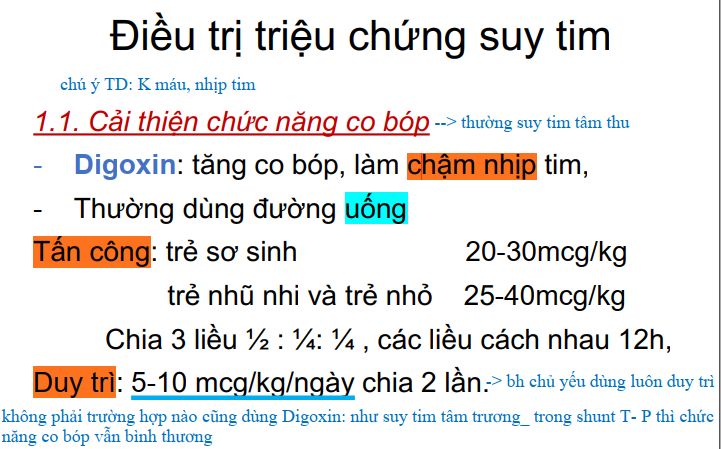 Điều trị triệu chứng suy tim
chú ý TD: K máu, nhịp tim
1.1. Cải thiện chức năng co bóp --> thường suy tim tâm thu
- Digoxin: tăng co bóp, làm chậm nhịp tim,
- Thường dùng đường uống
Tấn công: trẻ sơ sinh 20-30mcg/kg
trẻ nhũ nhi và trẻ nhỏ 25-40mcg/kg
Chia 3 liều ½ : ¼: ¼ , các liều cách nhau 12h,
Duy trì: 5-10 mcg/kg/ngày chia 2 lần.-> bh chủ yếu dùng luôn duy trì
không phải trường hợp nào cũng dùng Digoxin: như suy tim tâm trương_ trong shunt T- P thì chức
năng co bóp vẫn bình thương